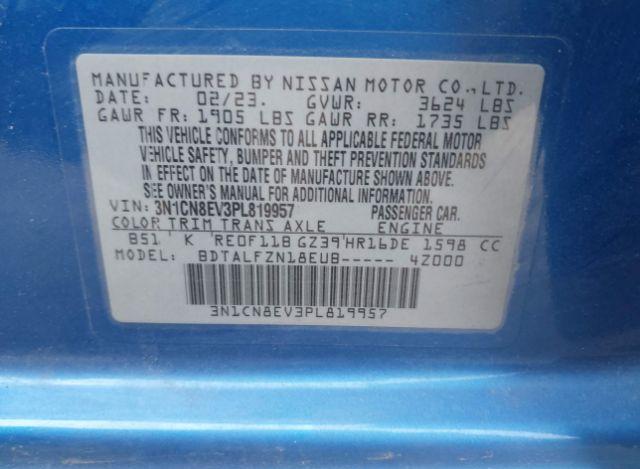 MANUFACTURED BY NISSAN MOTOR CO., LTD.
DATE: 02/23. GVWR: 3624 LBS
GAWR FR: 1905 LBS GAWR RR: 1735 LBS
THIS VEHICLE CONFORMS TO ALL APPLICABLE FEDERAL MOTOR
VEHICLE SAFETY, BUMPER AND THEFT PREVENTION STANDARDS
IN EFFECT ON THE DATE OF MANUFACTURE SHOWN ABOVE.
SEE OWNER'S MANUAL FOR ADDITIONAL INFORMATION.
VIN: 3N1CN8EV3PL819957 PASSENGER CAR.
COLOR TRIM TRANS AXLE ENGINE
B51 K RE0F11B GZ39 HR16DE 1598 CC
MODEL: BDTALFZN18EUB----- 4Z000
3N1CN8EV3PL819957